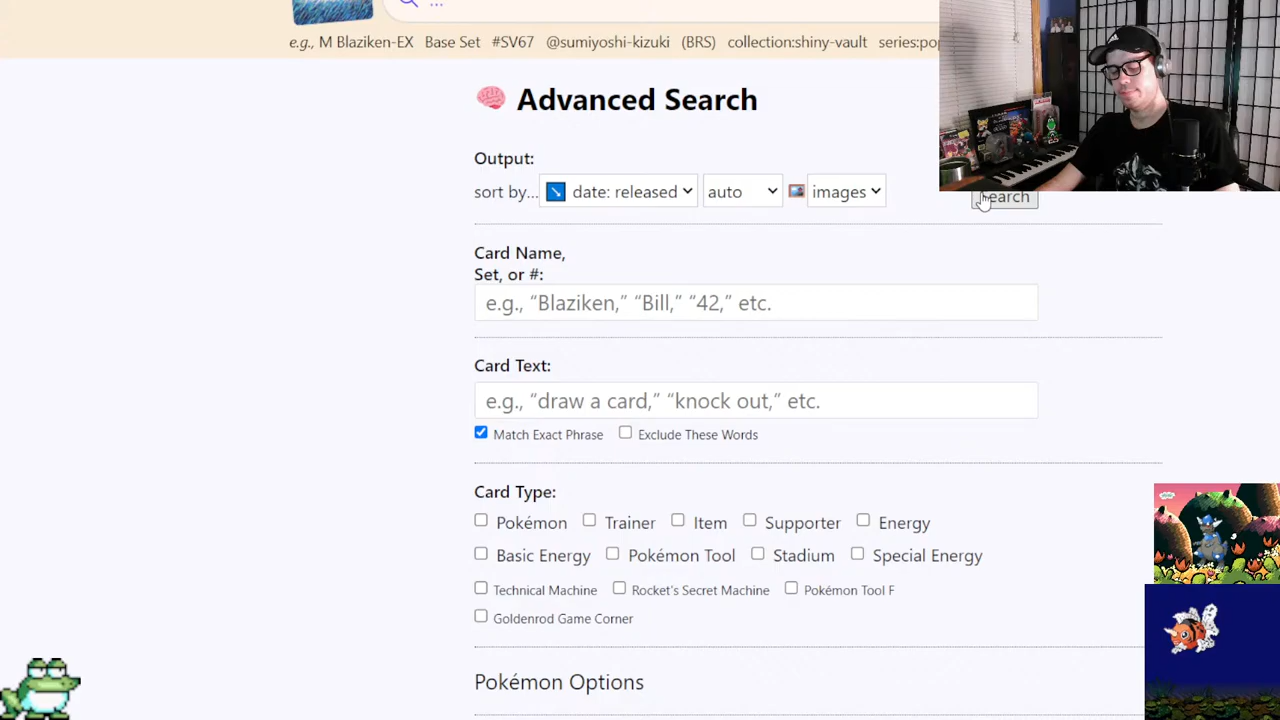 ...
e.g., M Blaziken-EX Base Set #SV67 @sumiyoshi-kizuki (BRS) collection:shiny-vault
Advanced Search
Output:
sort by... date: released auto images
Search
Card Name,
Set, or #:
e.g., “Blaziken,” “Bill,” “42,” etc.
Card Text:
e.g., “draw a card,” “knock out,” etc.
Match Exact Phrase Exclude These Words
Card Type:
Pokémon Trainer Item Supporter Energy
Basic Energy Pokémon Tool Stadium Special Energy
Technical Machine Rocket's Secret Machine Pokémon Tool F
Goldenrod Game Corner
Pokémon Options